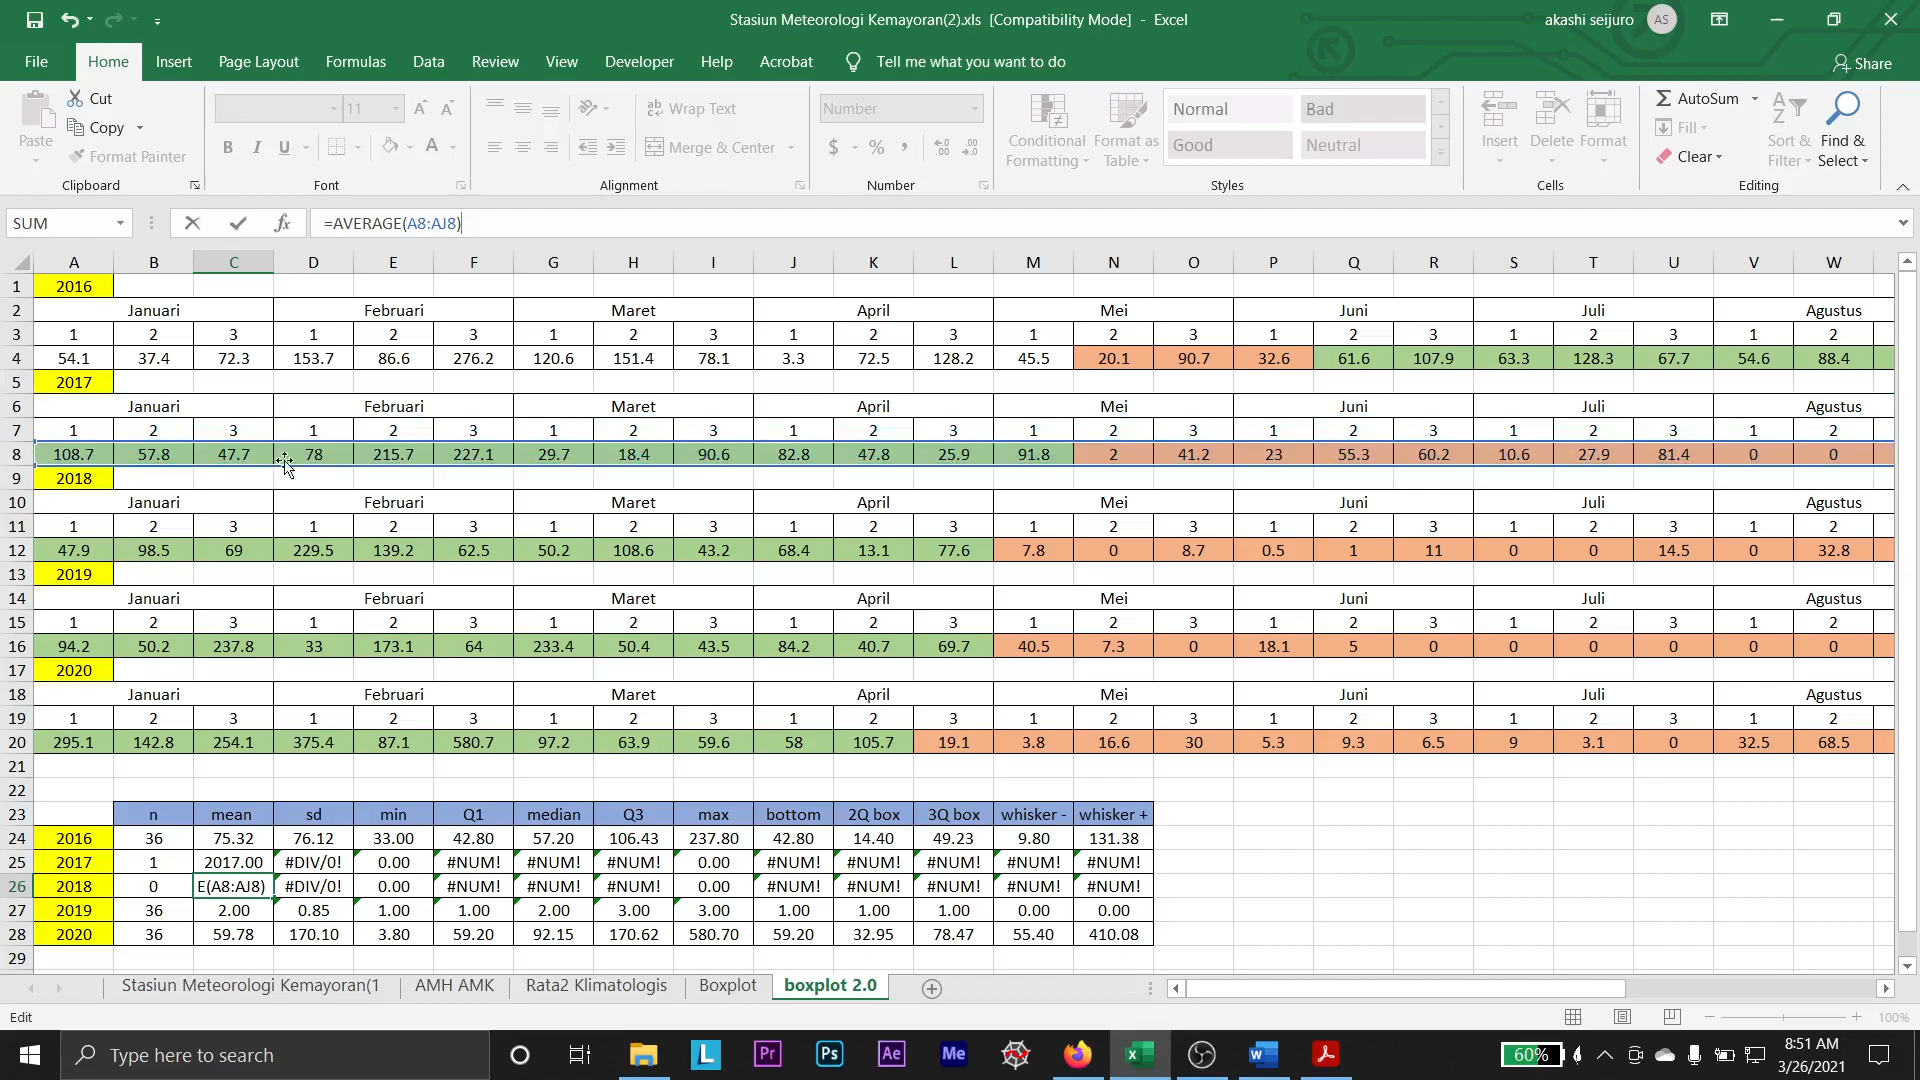 Stasiun Meteorologi Kemayoran(2).xls [Compatibility Mode] - Excel
akashi seijuro AS
File Home Insert Page Layout Formulas Data Review View Developer Help Acrobat Tell me what you want to do Share
Paste Cut Copy Format Painter Clipboard
11 A A B I U A Font
ab Wrap Text Merge & Center Alignment
Number $ % , Number
Conditional Formatting Format as Table Normal Bad Good Neutral Styles
Insert Delete Format Cells
AutoSum Fill Clear Sort & Filter Find & Select Editing
SUM fx =AVERAGE(A8:AJ8)
A B C D E F G H I J K L M N O P Q R S T U V W
1 2016
2 Januari Februari Maret April Mei Juni Juli Agustus
3 1 2 3 1 2 3 1 2 3 1 2 3 1 2 3 1 2 3 1 2 3 1 2
4 54.1 37.4 72.3 153.7 86.6 276.2 120.6 151.4 78.1 3.3 72.5 128.2 45.5 20.1 90.7 32.6 61.6 107.9 63.3 128.3 67.7 54.6 88.4
5 2017
6 Januari Februari Maret April Mei Juni Juli Agustus
7 1 2 3 1 2 3 1 2 3 1 2 3 1 2 3 1 2 3 1 2 3 1 2
8 108.7 57.8 47.7 78 215.7 227.1 29.7 18.4 90.6 82.8 47.8 25.9 91.8 2 41.2 23 55.3 60.2 10.6 27.9 81.4 0 0
9 2018
10 Januari Februari Maret April Mei Juni Juli Agustus
11 1 2 3 1 2 3 1 2 3 1 2 3 1 2 3 1 2 3 1 2 3 1 2
12 47.9 98.5 69 229.5 139.2 62.5 50.2 108.6 43.2 68.4 13.1 77.6 7.8 0 8.7 0.5 1 11 0 0 14.5 0 32.8
13 2019
14 Januari Februari Maret April Mei Juni Juli Agustus
15 1 2 3 1 2 3 1 2 3 1 2 3 1 2 3 1 2 3 1 2 3 1 2
16 94.2 50.2 237.8 33 173.1 64 233.4 50.4 43.5 84.2 40.7 69.7 40.5 7.3 0 18.1 5 0 0 0 0 0 0
17 2020
18 Januari Februari Maret April Mei Juni Juli Agustus
19 1 2 3 1 2 3 1 2 3 1 2 3 1 2 3 1 2 3 1 2 3 1 2
20 295.1 142.8 254.1 375.4 87.1 580.7 97.2 63.9 59.6 58 105.7 19.1 3.8 16.6 30 5.3 9.3 6.5 9 3.1 0 32.5 68.5
21
22
23 n mean sd min Q1 median Q3 max bottom 2Q box 3Q box whisker - whisker +
24 2016 36 75.32 76.12 33.00 42.80 57.20 106.43 237.80 42.80 14.40 49.23 9.80 131.38
25 2017 1 2017.00 #DIV/0! 0.00 #NUM! #NUM! #NUM! 0.00 #NUM! #NUM! #NUM! #NUM! #NUM!
26 2018 0 E(A8:AJ8) #DIV/0! 0.00 #NUM! #NUM! #NUM! 0.00 #NUM! #NUM! #NUM! #NUM! #NUM!
27 2019 36 2.00 0.85 1.00 1.00 2.00 3.00 3.00 1.00 1.00 1.00 0.00 0.00
28 2020 36 59.78 170.10 3.80 59.20 92.15 170.62 580.70 59.20 32.95 78.47 55.40 410.08
29
Stasiun Meteorologi Kemayoran(1 AMH AMK Rata2 Klimatologis Boxplot boxplot 2.0
Edit 100%
Type here to search L Pr Ps Ae Me 60% 8:51 AM
3/26/2021